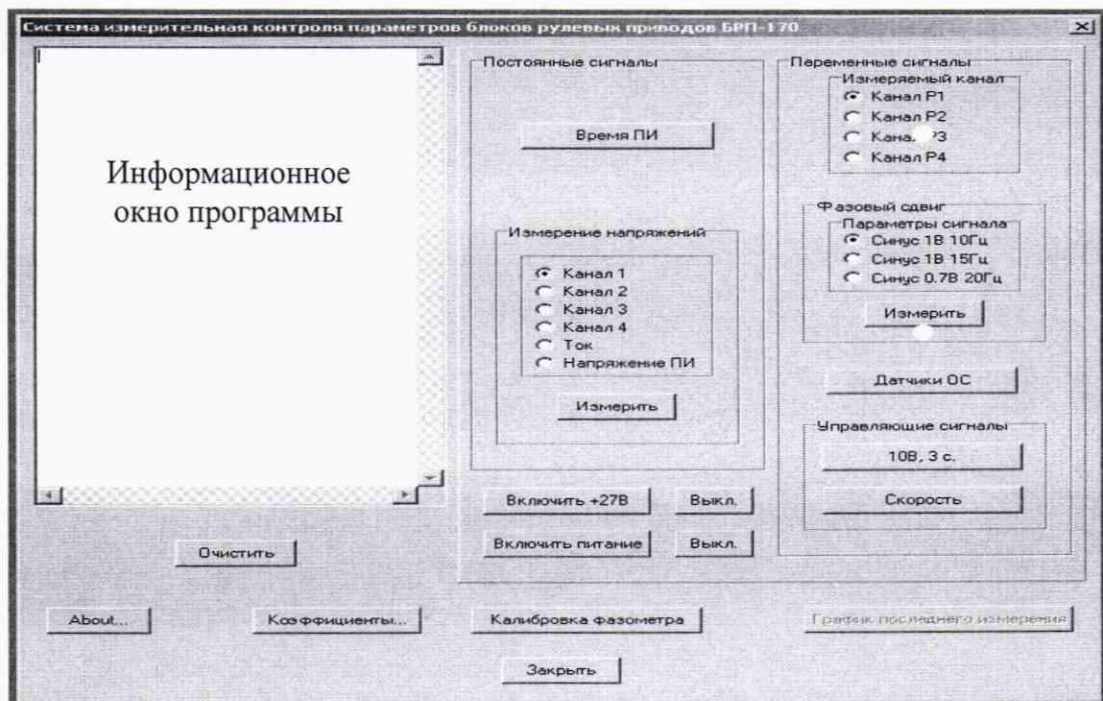 Система измерительная контроля параметров блоков рулевых приводов БРП-170
Информационное
окно программы
Очистить
Постоянные сигналы
Время ПИ
Измерение напряжений
Канал 1
Канал 2
Канал 3
Канал 4
Ток
Напряжение ПИ
Измерить
Включить +27В
Выкл.
Включить питание
Выкл.
Переменные сигналы
Измеряемый канал
Канал Р1
Канал Р2
Канал Р3
Канал Р4
Фазовый сдвиг
Параметры сигнала
Синус 1В 10Гц
Синус 1В 15Гц
Синус 0.7В 20Гц
Измерить
Датчики ОС
Управляющие сигналы
10В, 3 с.
Скорость
About...
Коэффициенты...
Калибровка фазометра
График последнего измерения
Закрыть